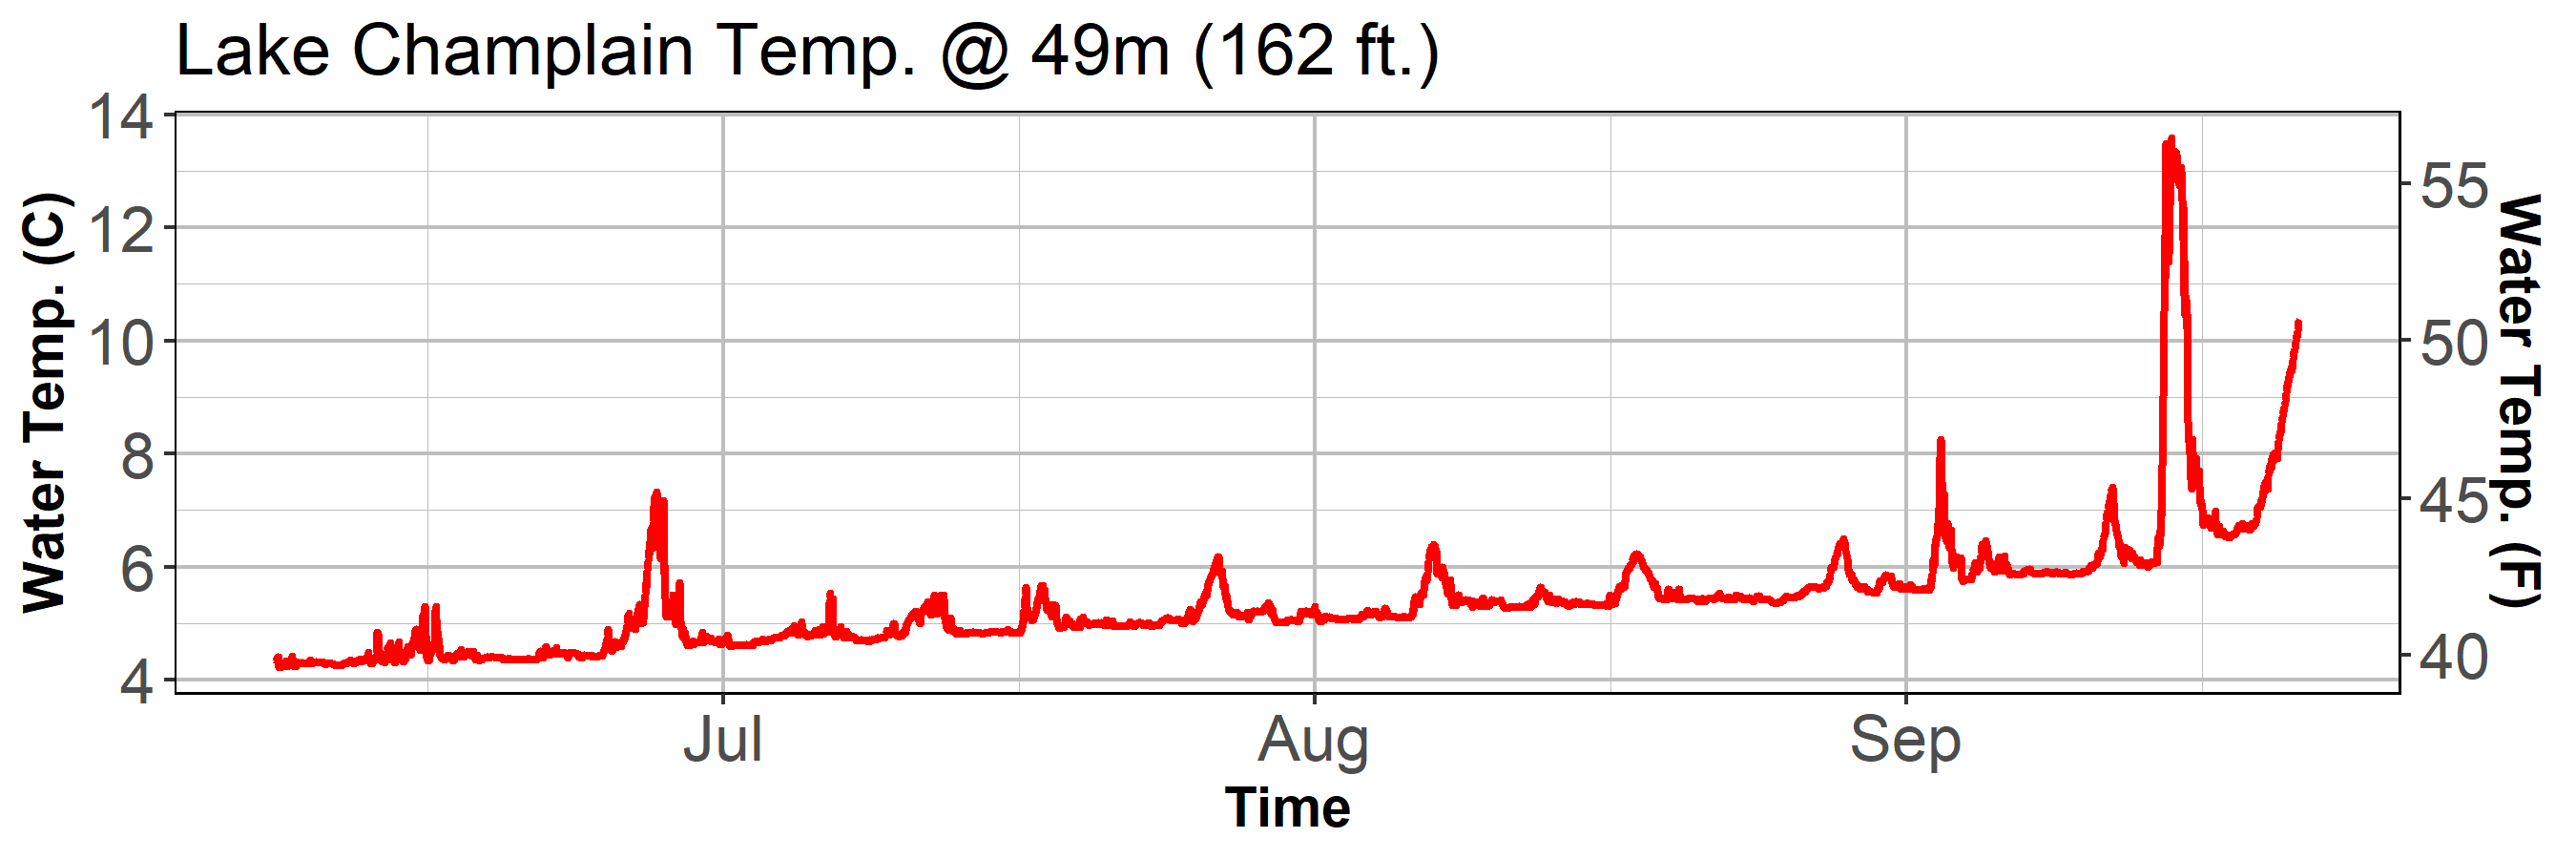 Lake Champlain Temp. @ 49m (162 ft.)
14
12
10
8
6
4
Water Temp. (C)
55
50
45
40
Water Temp. (F)
Jul Aug Sep
Time